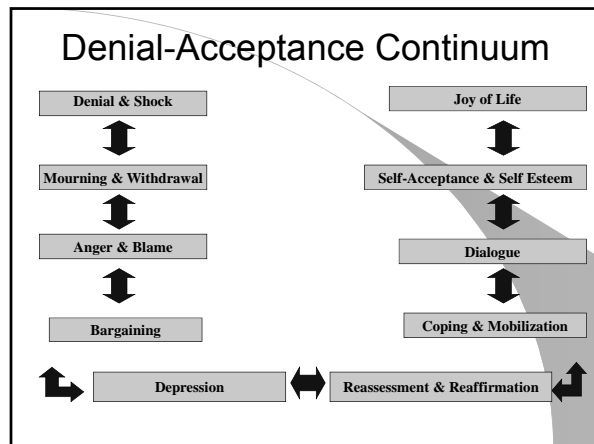 Denial-Acceptance Continuum
Denial & Shock
Mourning & Withdrawal
Anger & Blame
Bargaining
Depression
Reassessment & Reaffirmation
Coping & Mobilization
Dialogue
Self-Acceptance & Self Esteem
Joy of Life